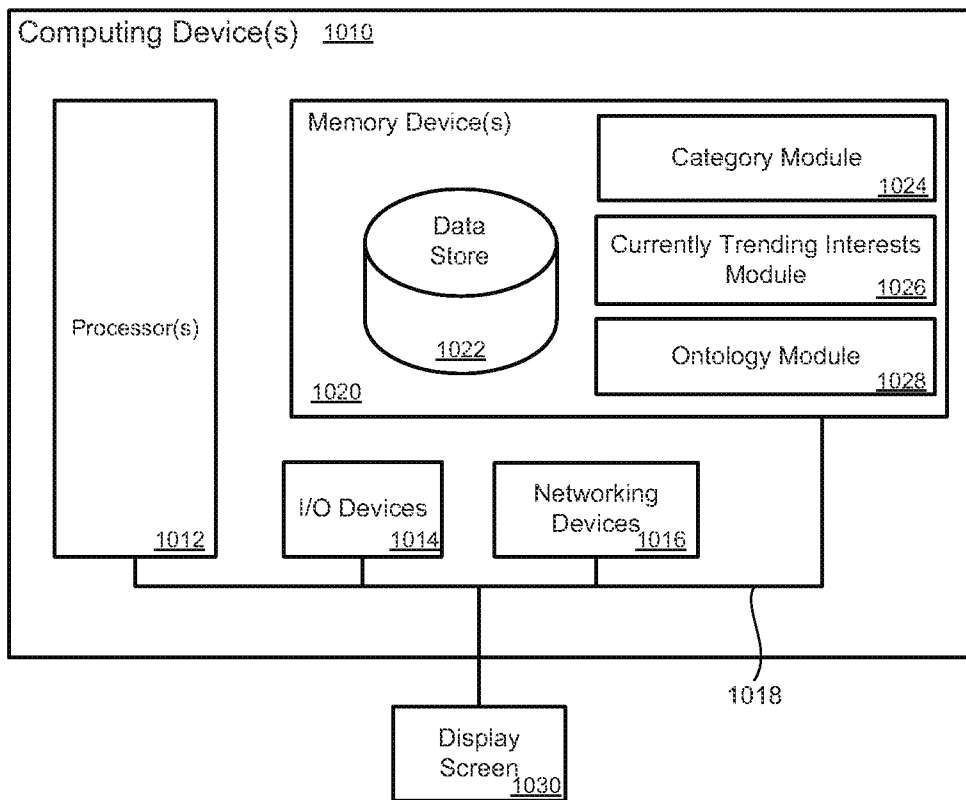 Computing Device(s) 1010
Processor(s)
1012
Memory Device(s)
Data
Store
1022
1020
Category Module
1024
Currently Trending Interests
Module
1026
Ontology Module
1028
I/O Devices
1014
Networking
Devices
1016
1018
Display
Screen
1030